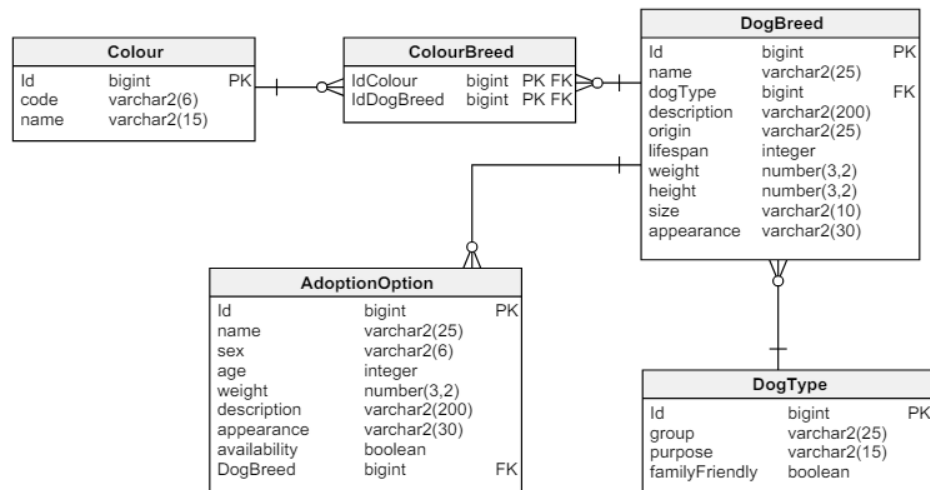 Colour
Id bigint PK
code varchar2(6)
name varchar2(15)
ColourBreed
IdColour bigint PK FK
IdDogBreed bigint PK FK
DogBreed
Id bigint PK
name varchar2(25)
dogType bigint FK
description varchar2(200)
origin varchar2(25)
lifespan integer
weight number(3,2)
height number(3,2)
size varchar2(10)
appearance varchar2(30)
AdoptionOption
Id bigint PK
name varchar2(25)
sex varchar2(6)
age integer
weight number(3,2)
description varchar2(200)
appearance varchar2(30)
availability boolean
DogBreed bigint FK
DogType
Id bigint PK
group varchar2(25)
purpose varchar2(15)
familyFriendly boolean